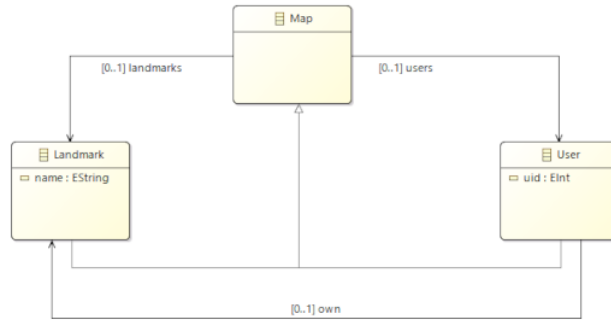 Map
[0..1] landmarks
[0..1] users
Landmark
name : EString
User
uid : EInt
[0..1] own